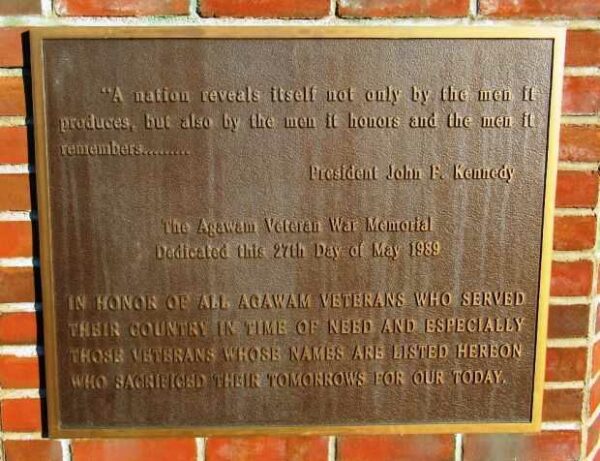 "A nation reveals itself not only by the men it
produces, but also by the men it honors and the men it
remembers.........
President John F. Kennedy
The Agawam Veteran War Memorial
Dedicated this 27th Day of May 1989
IN HONOR OF ALL AGAWAM VETERANS WHO SERVED
THEIR COUNTRY IN TIME OF NEED AND ESPECIALLY
THOSE VETERANS WHOSE NAMES ARE LISTED HEREON
WHO SACRIFICED THEIR TOMORROWS FOR OUR TODAY.